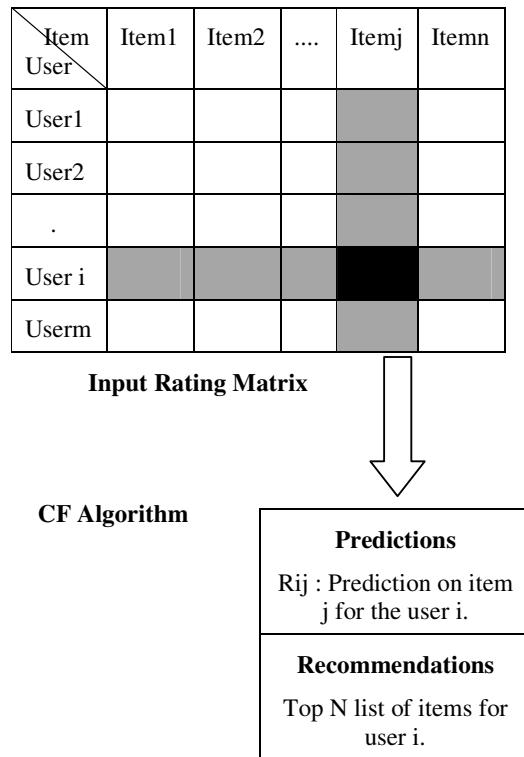 Item Item1 Item2 .... Itemj Itemn
User
User1
User2
.
User i
Userm
Input Rating Matrix
CF Algorithm
Predictions
Rij : Prediction on item
j for the user i.
Recommendations
Top N list of items for
user i.